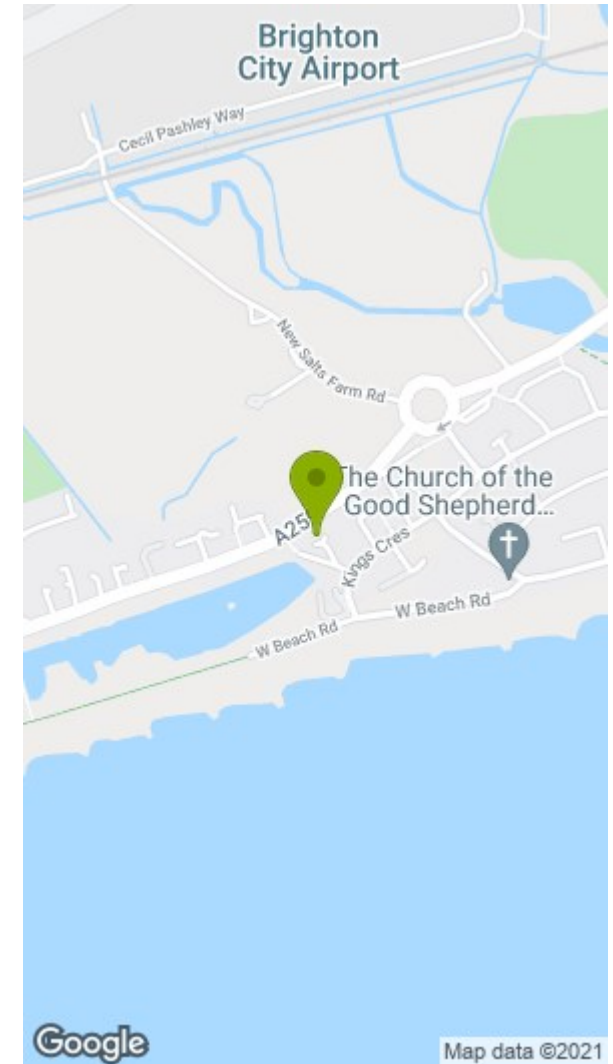 Brighton
City Airport
Cecil Pashley Way
New Salts Farm Rd
The Church of the
Good Shepherd...
A25
Kings Cres
W Beach Rd
W Beach Rd
Google
Map data ©2021